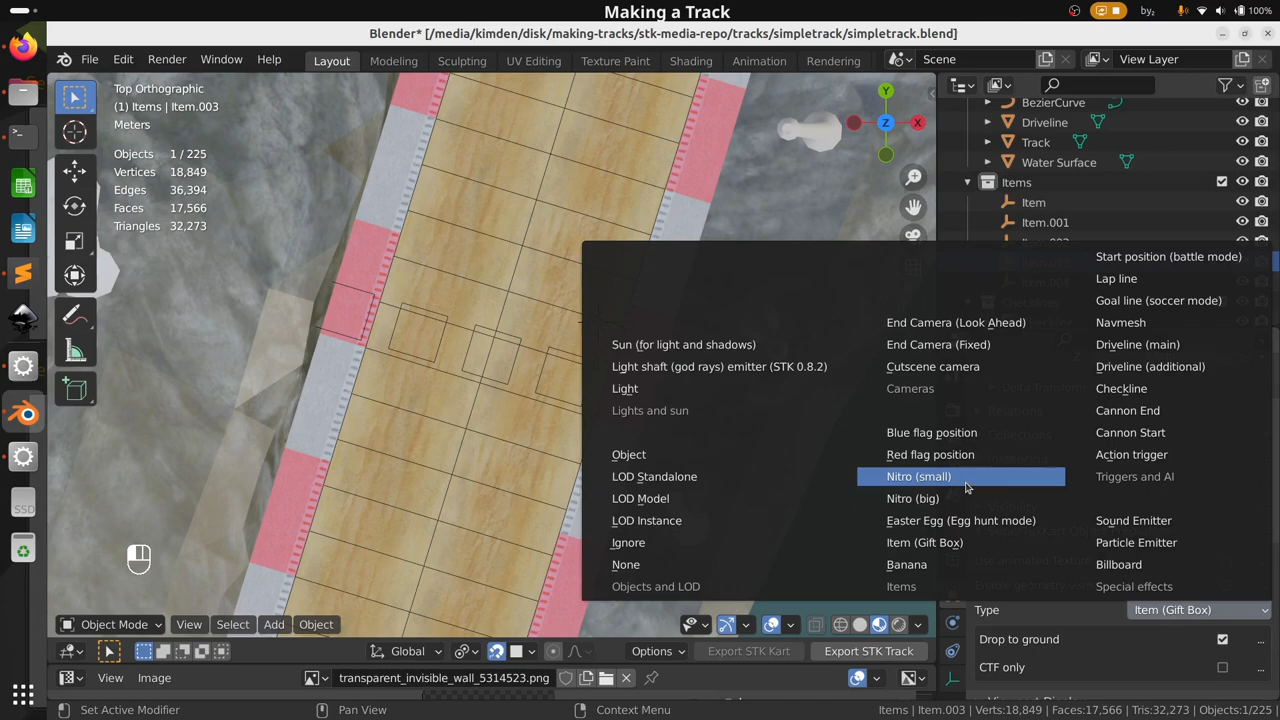 Making a Track
by₂
100%
Blender* [/media/kimden/disk/making-tracks/stk-media-repo/tracks/simpletrack/simpletrack.blend]
File Edit Render Window Help
Layout Modeling Sculpting UV Editing Texture Paint Shading Animation Rendering
Scene
View Layer
Top Orthographic
(1) Items | Item.003
Meters
Objects 1 / 225
Vertices 18,849
Edges 36,394
Faces 17,566
Triangles 32,273
Y
X
Z
BezierCurve
Driveline
Track
Water Surface
Items
Item
Item.001
Sun (for light and shadows)
Light shaft (god rays) emitter (STK 0.8.2)
Light
Lights and sun
Object
LOD Standalone
LOD Model
LOD Instance
Ignore
None
Objects and LOD
End Camera (Look Ahead)
End Camera (Fixed)
Cutscene camera
Cameras
Blue flag position
Red flag position
Nitro (small)
Nitro (big)
Easter Egg (Egg hunt mode)
Item (Gift Box)
Banana
Items
Start position (battle mode)
Lap line
Goal line (soccer mode)
Navmesh
Driveline (main)
Driveline (additional)
Checkline
Cannon End
Cannon Start
Action trigger
Triggers and AI
Sound Emitter
Particle Emitter
Billboard
Special effects
Type Item (Gift Box)
Drop to ground
CTF only
SSD
Object Mode View Select Add Object
Global Options Export STK Kart Export STK Track
View Image transparent_invisible_wall_5314523.png
Set Active Modifier Pan View Context Menu
Items | Item.003 | Verts:18,849 | Faces:17,566 | Tris:32,273 | Objects:1/225